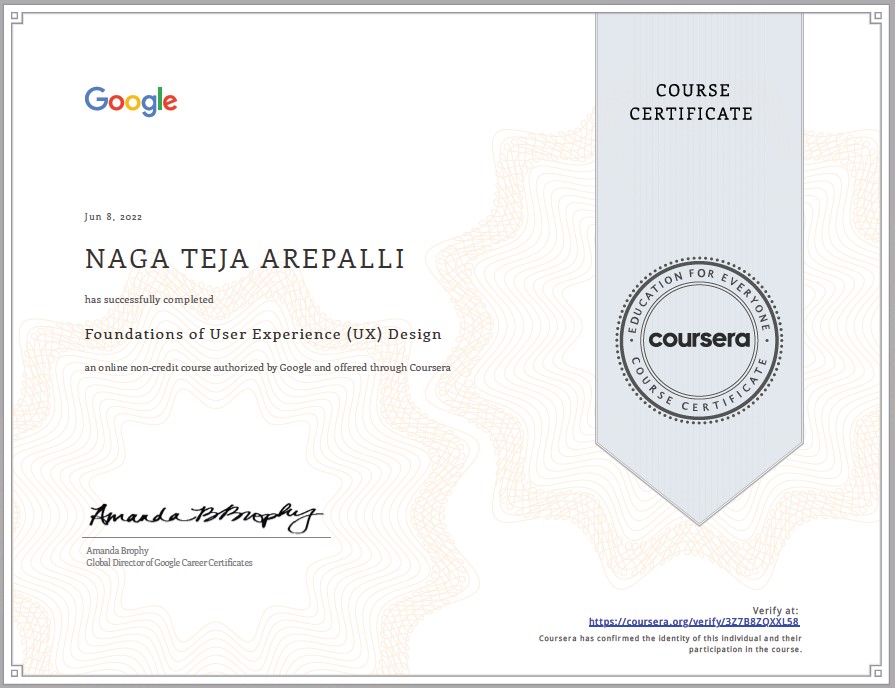 Google
COURSE
CERTIFICATE
Jun 8, 2022
NAGA TEJA AREPALLI
has successfully completed
Foundations of User Experience (UX) Design
an online non-credit course authorized by Google and offered through Coursera
EDUCATION FOR EVERYONE
coursera
COURSE CERTIFICATE
Amanda B Brophy
Amanda Brophy
Global Director of Google Career Certificates
Verify at:
https://coursera.org/verify/3Z7B8ZQXXL58
Coursera has confirmed the identity of this individual and their
participation in the course.